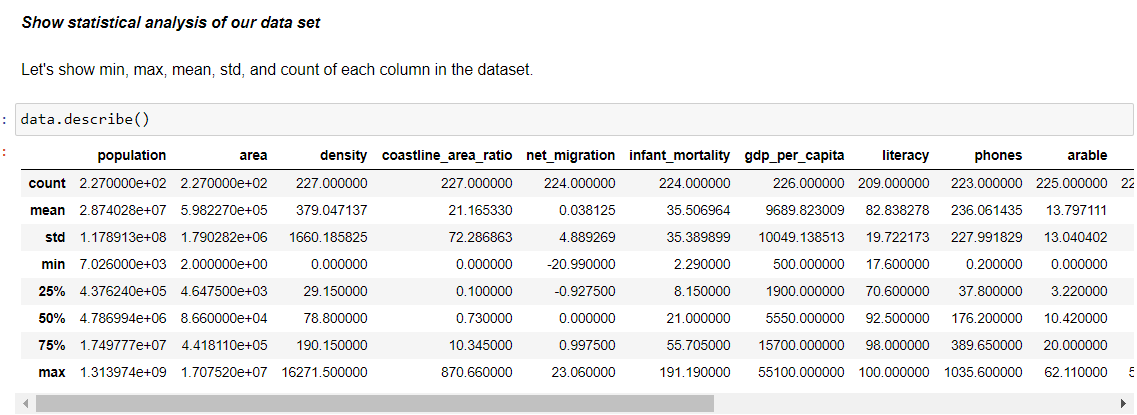 Show statistical analysis of our data set
Let's show min, max, mean, std, and count of each column in the dataset.
: data.describe()
:
population area density coastline_area_ratio net_migration infant_mortality gdp_per_capita literacy phones arable
count 2.270000e+02 2.270000e+02 227.000000 227.000000 224.000000 224.000000 226.000000 209.000000 223.000000 225.000000 22
mean 2.874028e+07 5.982270e+05 379.047137 21.165330 0.038125 35.506964 9689.823009 82.838278 236.061435 13.797111
std 1.178913e+08 1.790282e+06 1660.185825 72.286863 4.889269 35.389899 10049.138513 19.722173 227.991829 13.040402
min 7.026000e+03 2.000000e+00 0.000000 0.000000 -20.990000 2.290000 500.000000 17.600000 0.200000 0.000000
25% 4.376240e+05 4.647500e+03 29.150000 0.100000 -0.927500 8.150000 1900.000000 70.600000 37.800000 3.220000
50% 4.786994e+06 8.660000e+04 78.800000 0.730000 0.000000 21.000000 5550.000000 92.500000 176.200000 10.420000
75% 1.749777e+07 4.418110e+05 190.150000 10.345000 0.997500 55.705000 15700.000000 98.000000 389.650000 20.000000
max 1.313974e+09 1.707520e+07 16271.500000 870.660000 23.060000 191.190000 55100.000000 100.000000 1035.600000 62.110000 5